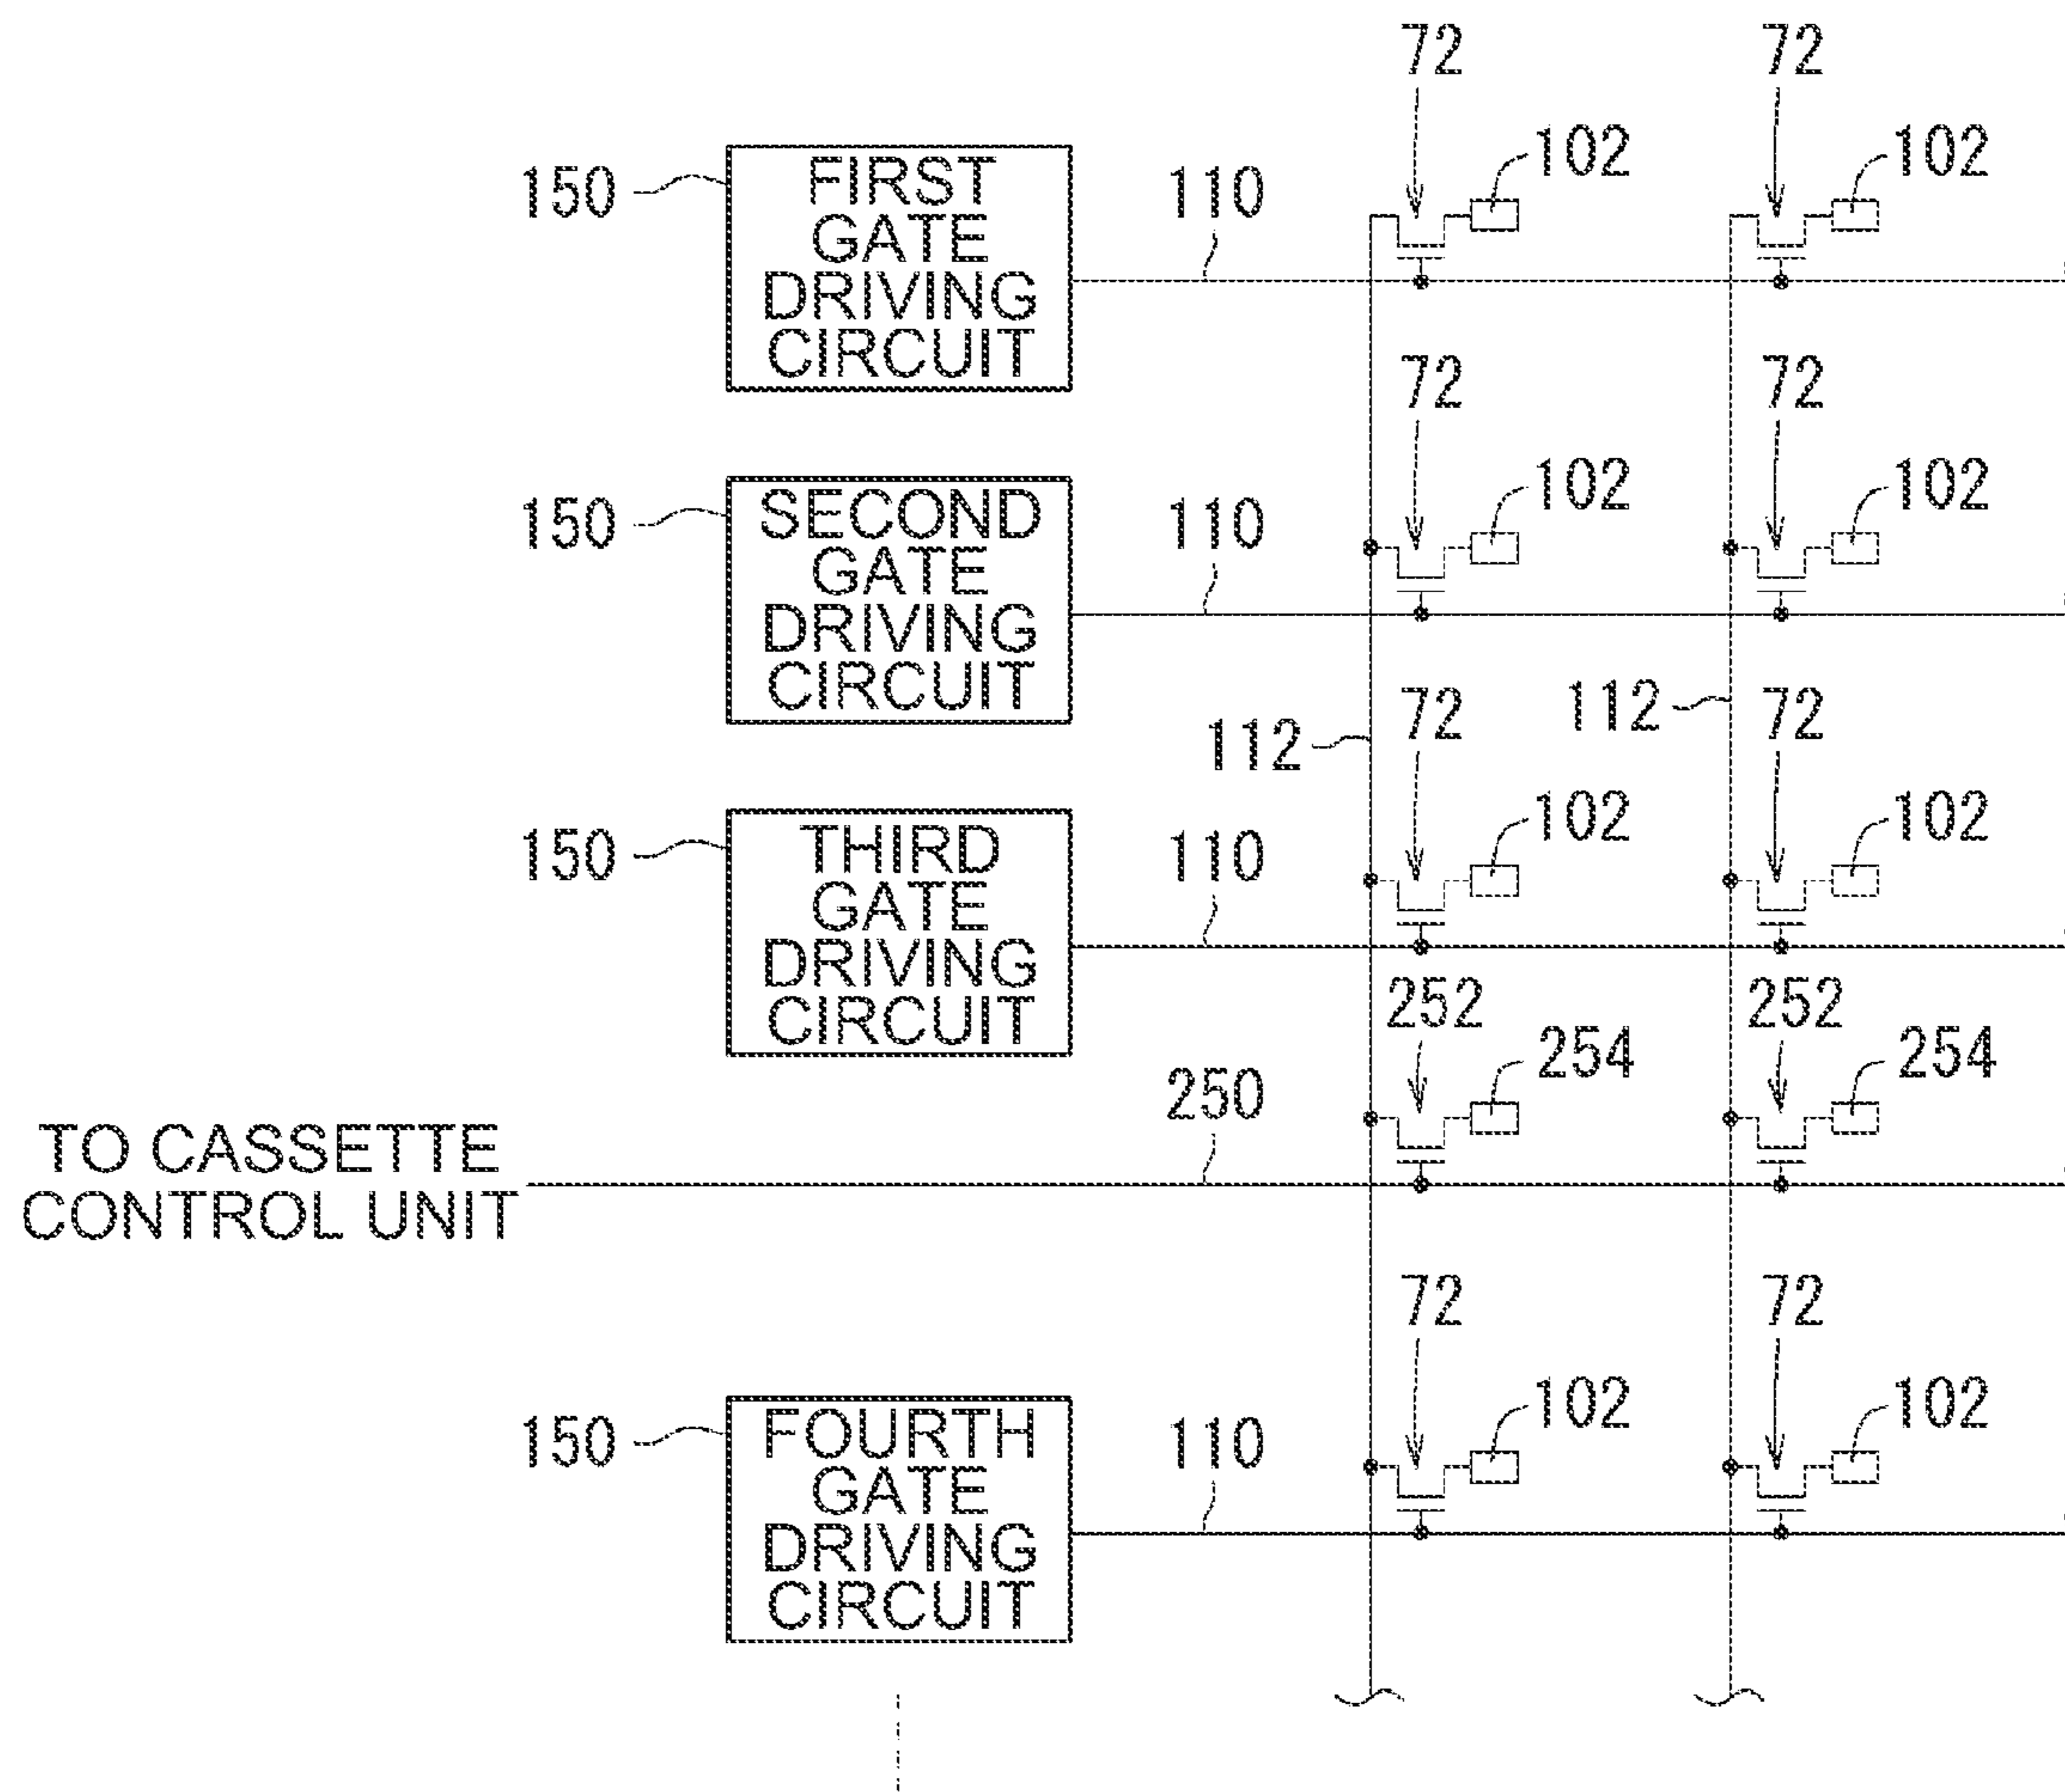 72 72
102 102
150 FIRST GATE DRIVING CIRCUIT 110
72 72
102 102
150 SECOND GATE DRIVING CIRCUIT 110
112 72 112 72
102 102
150 THIRD GATE DRIVING CIRCUIT 110
252 252
254 254
250
TO CASSETTE
CONTROL UNIT
72 72
102 102
150 FOURTH GATE DRIVING CIRCUIT 110